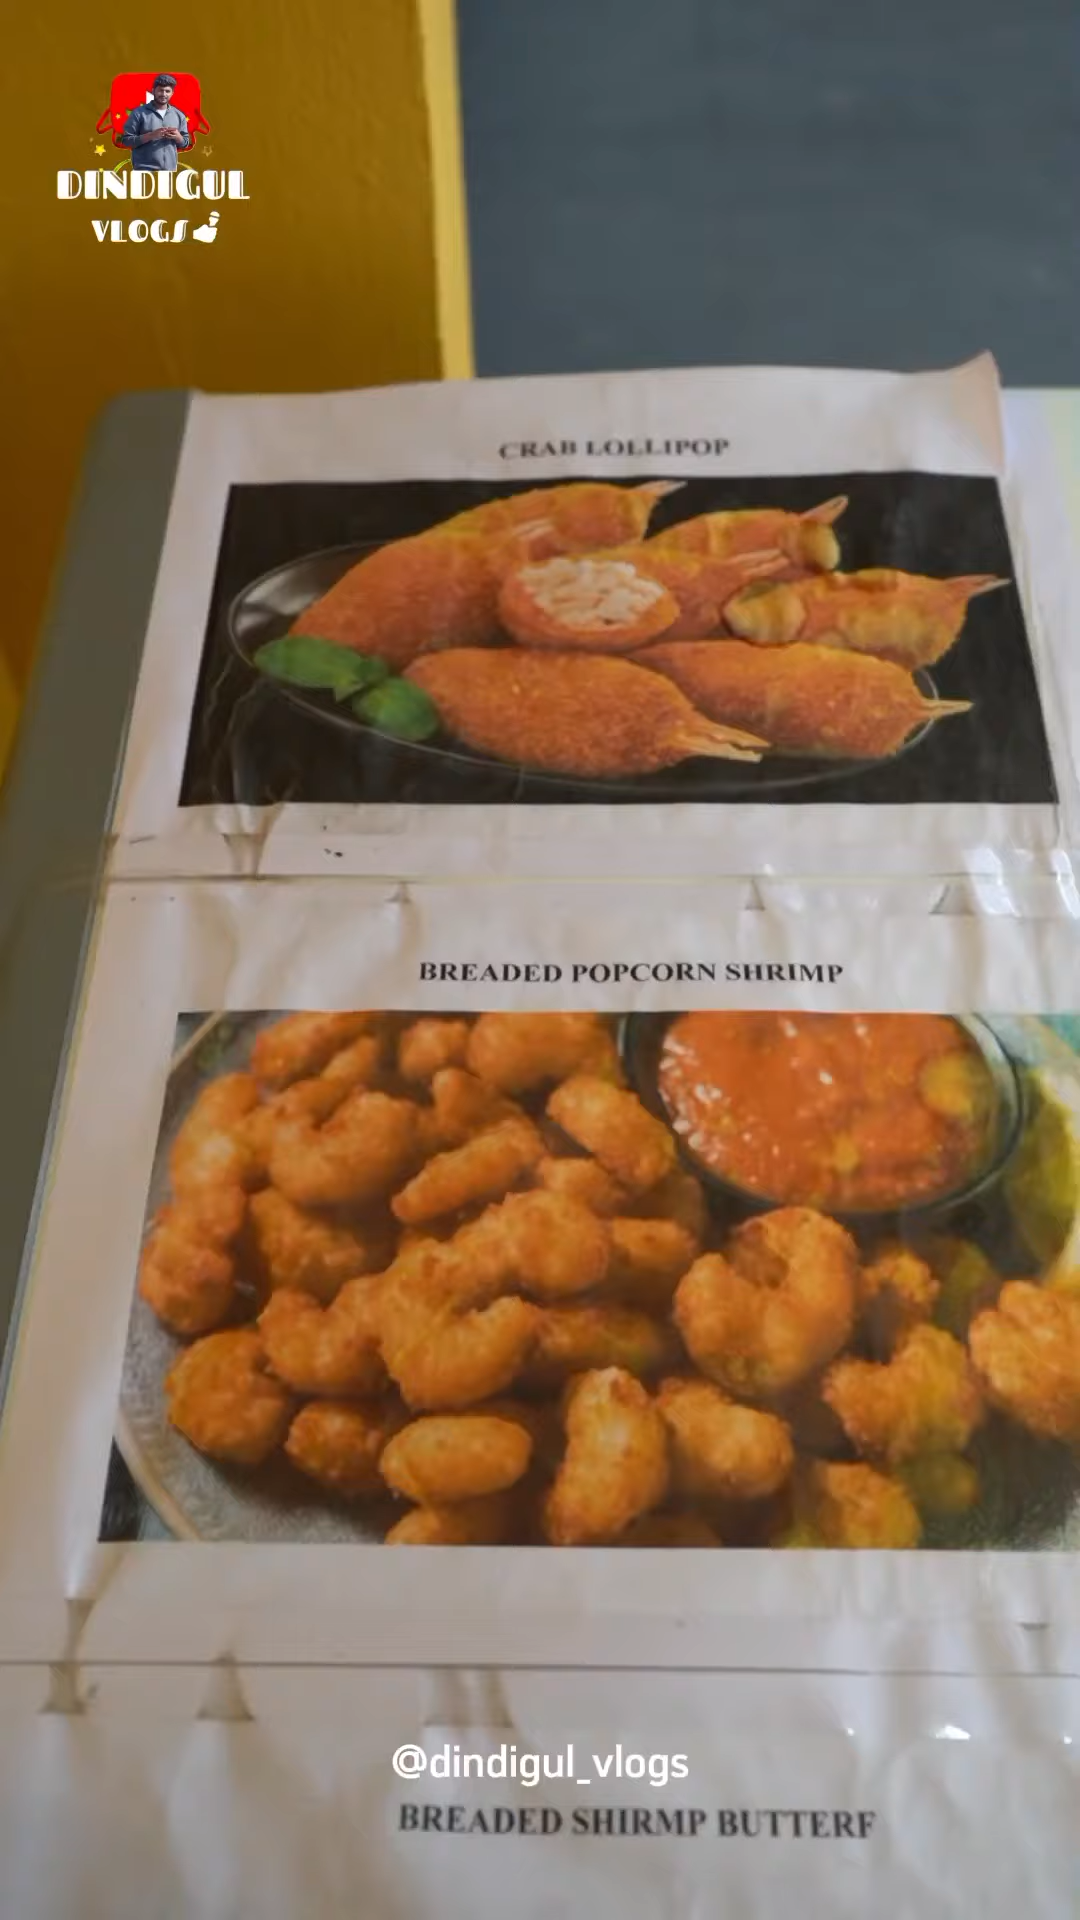 DINDIGUL
VLOGS
CRAB LOLLIPOP
BREADED POPCORN SHRIMP
@dindigul_vlogs
BREADED SHIRMP BUTTERF